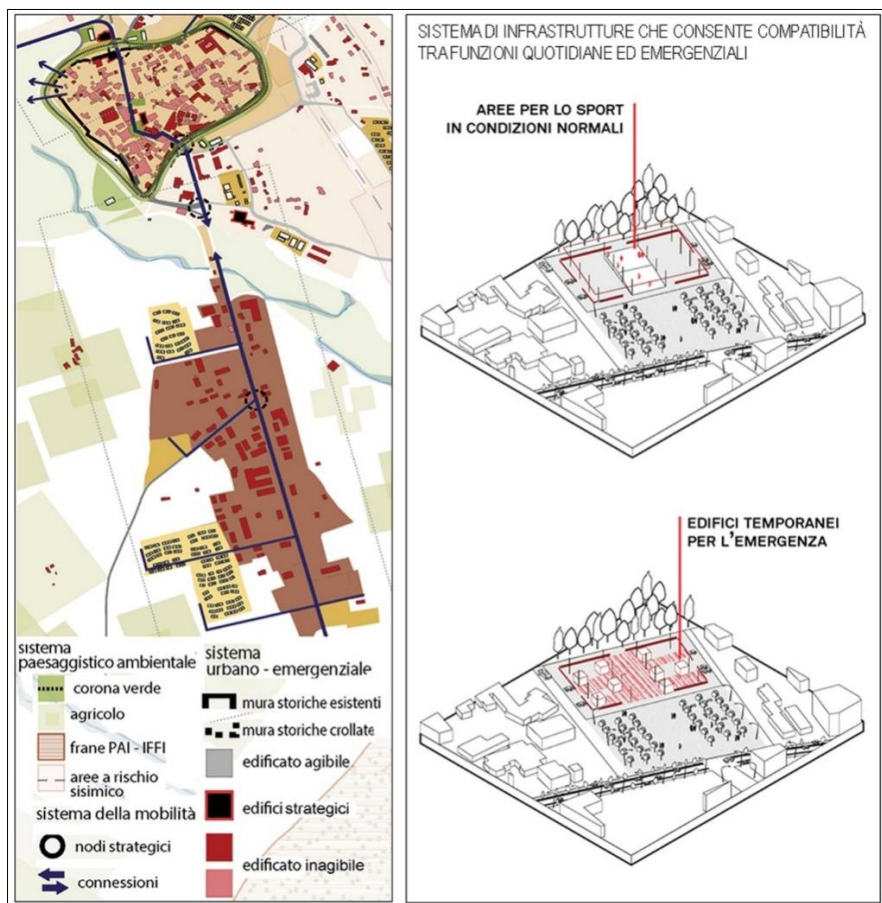 SISTEMA DI INFRASTRUTTURE CHE CONSENTE COMPATIBILITÀ
TRA FUNZIONI QUOTIDIANE ED EMERGENZIALI
AREE PER LO SPORT
IN CONDIZIONI NORMALI
EDIFICI TEMPORANEI
PER L'EMERGENZA
sistema
paesaggistico ambientale
corona verde
agricolo
frane PAI - IFFI
aree a rischio
sisimico
sistema della mobilità
nodi strategici
connessioni
sistema
urbano - emergenziale
mura storiche esistenti
mura storiche crollate
edificato agibile
edifici strategici
edificato inagibile